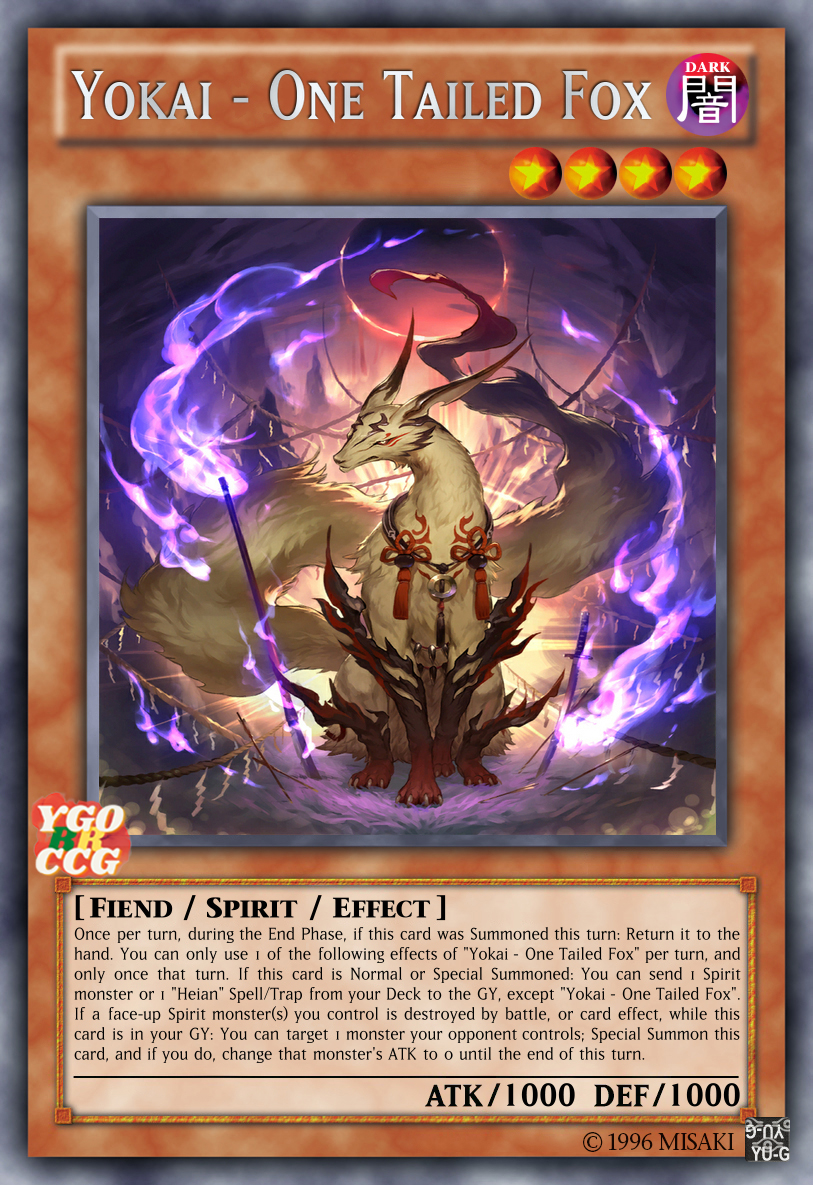 YOKAI - ONE TAILED FOX
DARK
闇
YGO
BR
CCG
[ FIEND / SPIRIT / EFFECT ]
Once per turn, during the End Phase, if this card was Summoned this turn: Return it to the
hand. You can only use 1 of the following effects of "Yokai - One Tailed Fox" per turn, and
only once that turn. If this card is Normal or Special Summoned: You can send 1 Spirit
monster or 1 "Heian" Spell/Trap from your Deck to the GY, except "Yokai - One Tailed Fox".
If a face-up Spirit monster(s) you control is destroyed by battle, or card effect, while this
card is in your GY: You can target 1 monster your opponent controls; Special Summon this
card, and if you do, change that monster's ATK to 0 until the end of this turn.
ATK/1000 DEF/1000
© 1996 MISAKI
YU-G
YU-G